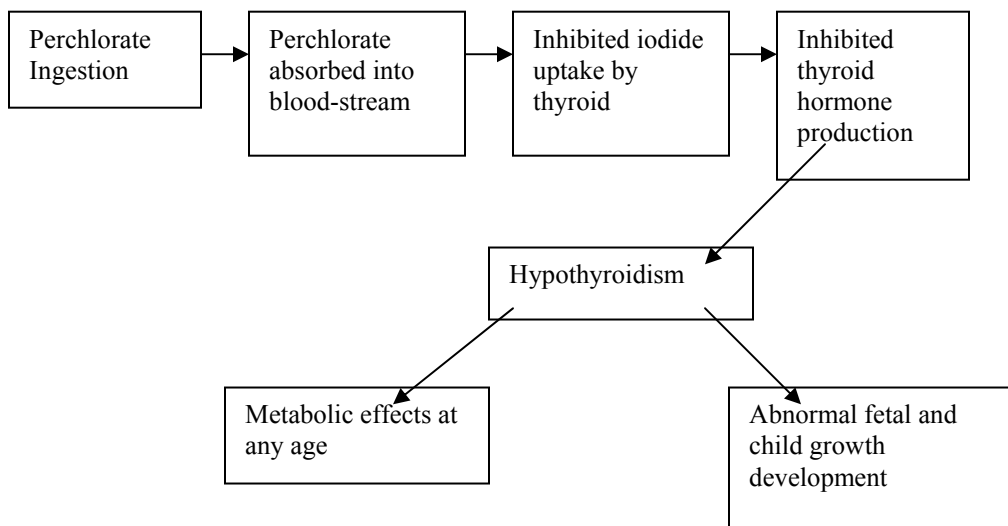 Perchlorate
Ingestion
Perchlorate
absorbed into
blood-stream
Inhibited iodide
uptake by
thyroid
Inhibited
thyroid
hormone
production
Hypothyroidism
Metabolic effects at
any age
Abnormal fetal and
child growth
development